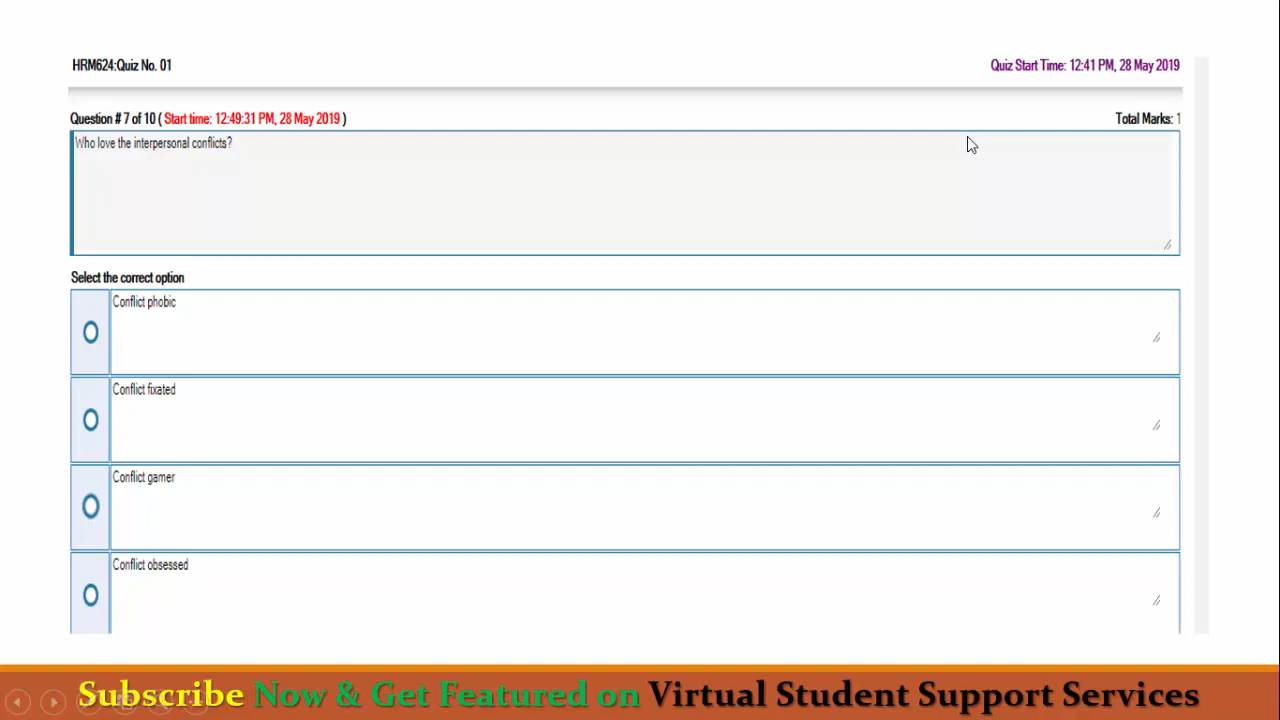 HRM624:Quiz No. 01
Quiz Start Time: 12:41 PM, 28 May 2019
Question # 7 of 10 ( Start time: 12:49:31 PM, 28 May 2019 )
Total Marks: 1
Who love the interpersonal conflicts?
Select the correct option
Conflict phobic
Conflict fixated
Conflict gamer
Conflict obsessed
Subscribe Now & Get Featured on Virtual Student Support Services